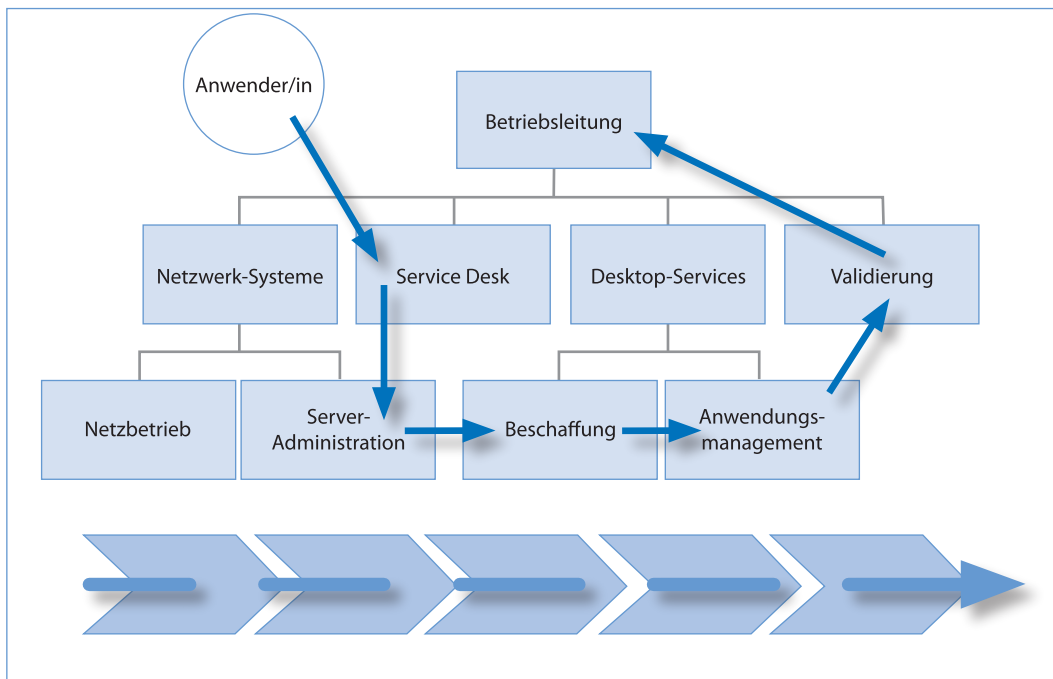 Anwender/in
Betriebsleitung
Netzwerk-Systeme
Service Desk
Desktop-Services
Validierung
Netzbetrieb
Server-
Administration
Beschaffung
Anwendungs-
management